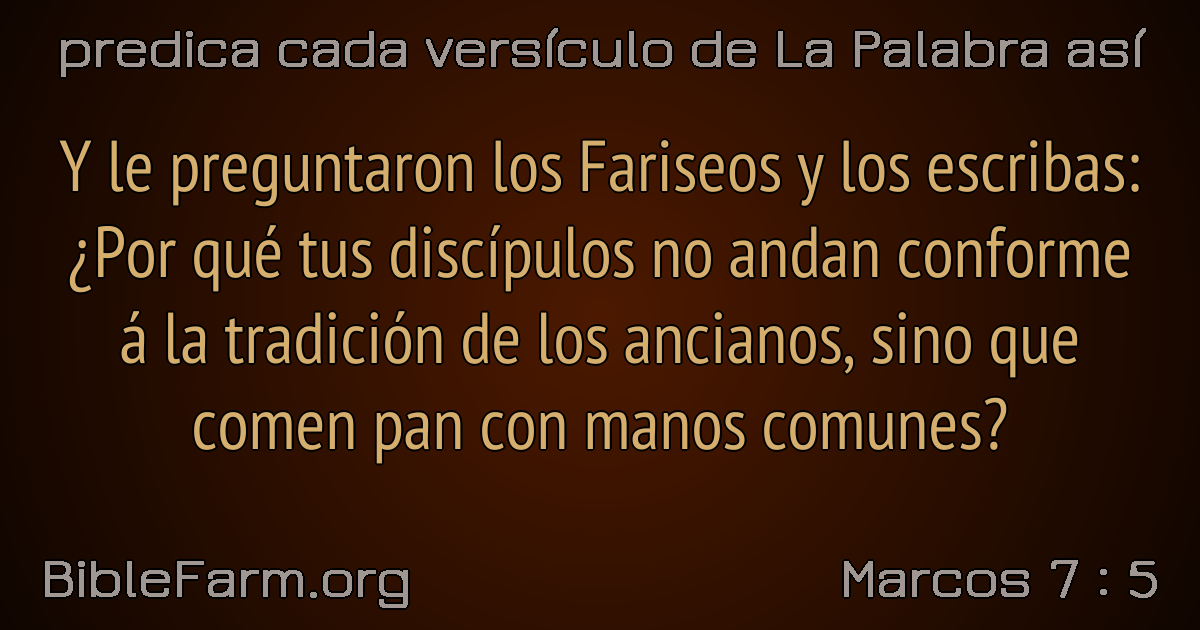 predica cada versículo de La Palabra así
Y le preguntaron los Fariseos y los escribas:
¿Por qué tus discípulos no andan conforme
á la tradición de los ancianos, sino que
comen pan con manos comunes?
BibleFarm.org
Marcos 7 : 5